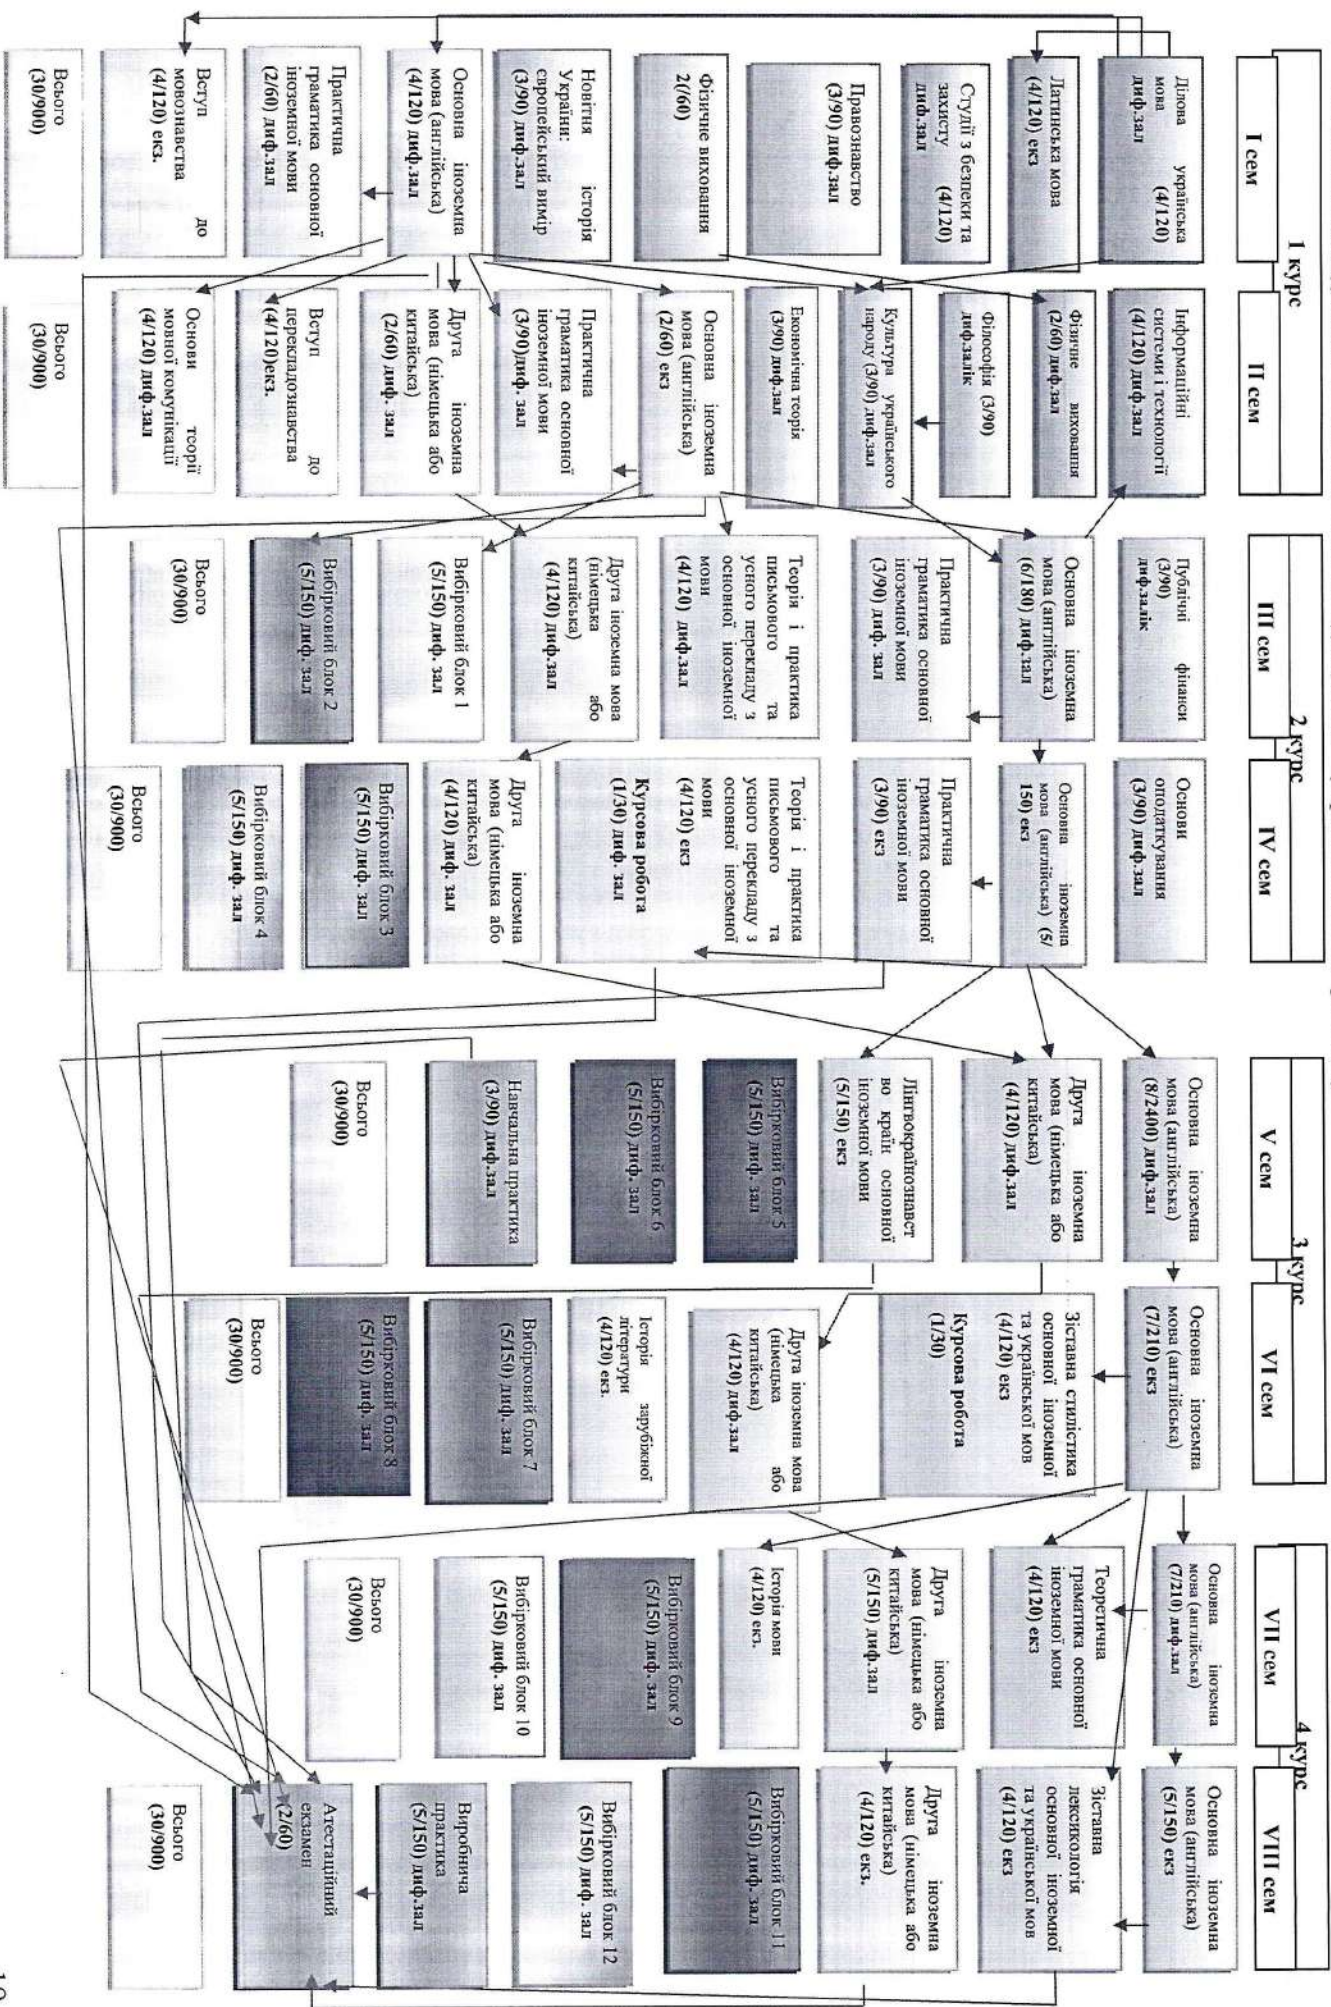 1 курс
2 курс
3 курс
4 курс
І сем
ІІ сем
ІІІ сем
IV сем
V сем
VI сем
VII сем
VIII сем
Ділова українська
мова (4/120)
диф.зал
Латинська мова
(4/120) екз
Студії з безпеки та
захисту (4/120)
диф.зал
Правознавство
(3/90) диф.зал
Фізичне виховання
2(/60)
Новітня історія
України:
європейський вимір
(3/90) диф.зал
Основна іноземна
мова (англійська)
(4/120) диф.зал
Практична
граматика основної
іноземної мови
(2/60) диф.зал
Вступ до
мовознавства
(4/120) екз.
Всього
(30/900)
Інформаційні
системи і технології
(4/120) диф.зал
Фізичне виховання
(2/60) диф.зал
Філософія (3/90)
диф.залік
Культура українського
народу (3/90) диф.зал
Економічна теорія
(3/90) диф.зал
Основна іноземна
мова (англійська)
(2/60) екз
Практична
граматика основної
іноземної мови
(3/90)диф. зал
Друга іноземна
мова (німецька або
китайська)
(2/60) диф. зал
Вступ до
перекладознавства
(4/120)екз.
Основи теорії
мовної комунікації
(4/120) диф.зал
Всього
(30/900)
Публічні фінанси
(3/90)
диф.залік
Основна іноземна
мова (англійська)
(6/180) диф.зал
Практична
граматика основної
іноземної мови
(3/90) диф. зал
Теорія і практика
письмового та
усного перекладу з
основної іноземної
мови
(4/120) диф.зал
Друга іноземна мова
(німецька або
китайська)
(4/120) диф.зал
Вибірковий блок 1
(5/150) диф. зал
Вибірковий блок 2
(5/150) диф. зал
Всього
(30/900)
Основи
оподаткування
(3/90) диф.зал
Основна іноземна
мова (англійська) (5/
150) екз
Практична
граматика основної
іноземної мови
(3/90) екз
Теорія і практика
письмового та
усного перекладу з
основної іноземної
мови
(4/120) екз
Курсова робота
(1/30) диф. зал
Друга іноземна
мова (німецька або
китайська)
(4/120) диф. зал
Вибірковий блок 3
(5/150) диф. зал
Вибірковий блок 4
(5/150) диф. зал
Всього
(30/900)
Основна іноземна
мова (англійська)
(8/2400) диф.зал
Друга іноземна
мова (німецька або
китайська)
(4/120) диф.зал
Лінгвокраїнознавст
во країн основної
іноземної мови
(5/150) екз
Вибірковий блок 5
(5/150) диф. зал
Вибірковий блок 6
(5/150) диф. зал
Навчальна практика
(3/90) диф.зал
Всього
(30/900)
Основна іноземна
мова (англійська)
(7/210) екз
Зіставна стилістика
основної іноземної
та української мов
(4/120) екз
Курсова робота
(1/30)
Друга іноземна мова
(німецька або
китайська)
(4/120) диф.зал
Історія зарубіжної
літератури
(4/120) екз.
Вибірковий блок 7
(5/150) диф. зал
Вибірковий блок 8
(5/150) диф. зал
Всього
(30/900)
Основна іноземна
мова (англійська)
(7/210) диф.зал
Теоретична
граматика основної
іноземної мови
(4/120) екз
Друга іноземна
мова (німецька або
китайська)
(5/150) диф.зал
Історія мови
(4/120) екз.
Вибірковий блок 9
(5/150) диф. зал
Вибірковий блок 10
(5/150) диф. зал
Всього
(30/900)
Основна іноземна
мова (англійська)
(5/150) екз
Зіставна
лексикологія
основної іноземної
та української мов
(4/120) екз
Друга іноземна
мова (німецька або
китайська)
(4/120) екз.
Вибірковий блок 11
(5/150) диф. зал
Вибірковий блок 12
(5/150) диф. зал
Виробнича
практика
(5/150) диф.зал
Атестаційний
екзамен
(2/60)
Всього
(30/900)
19